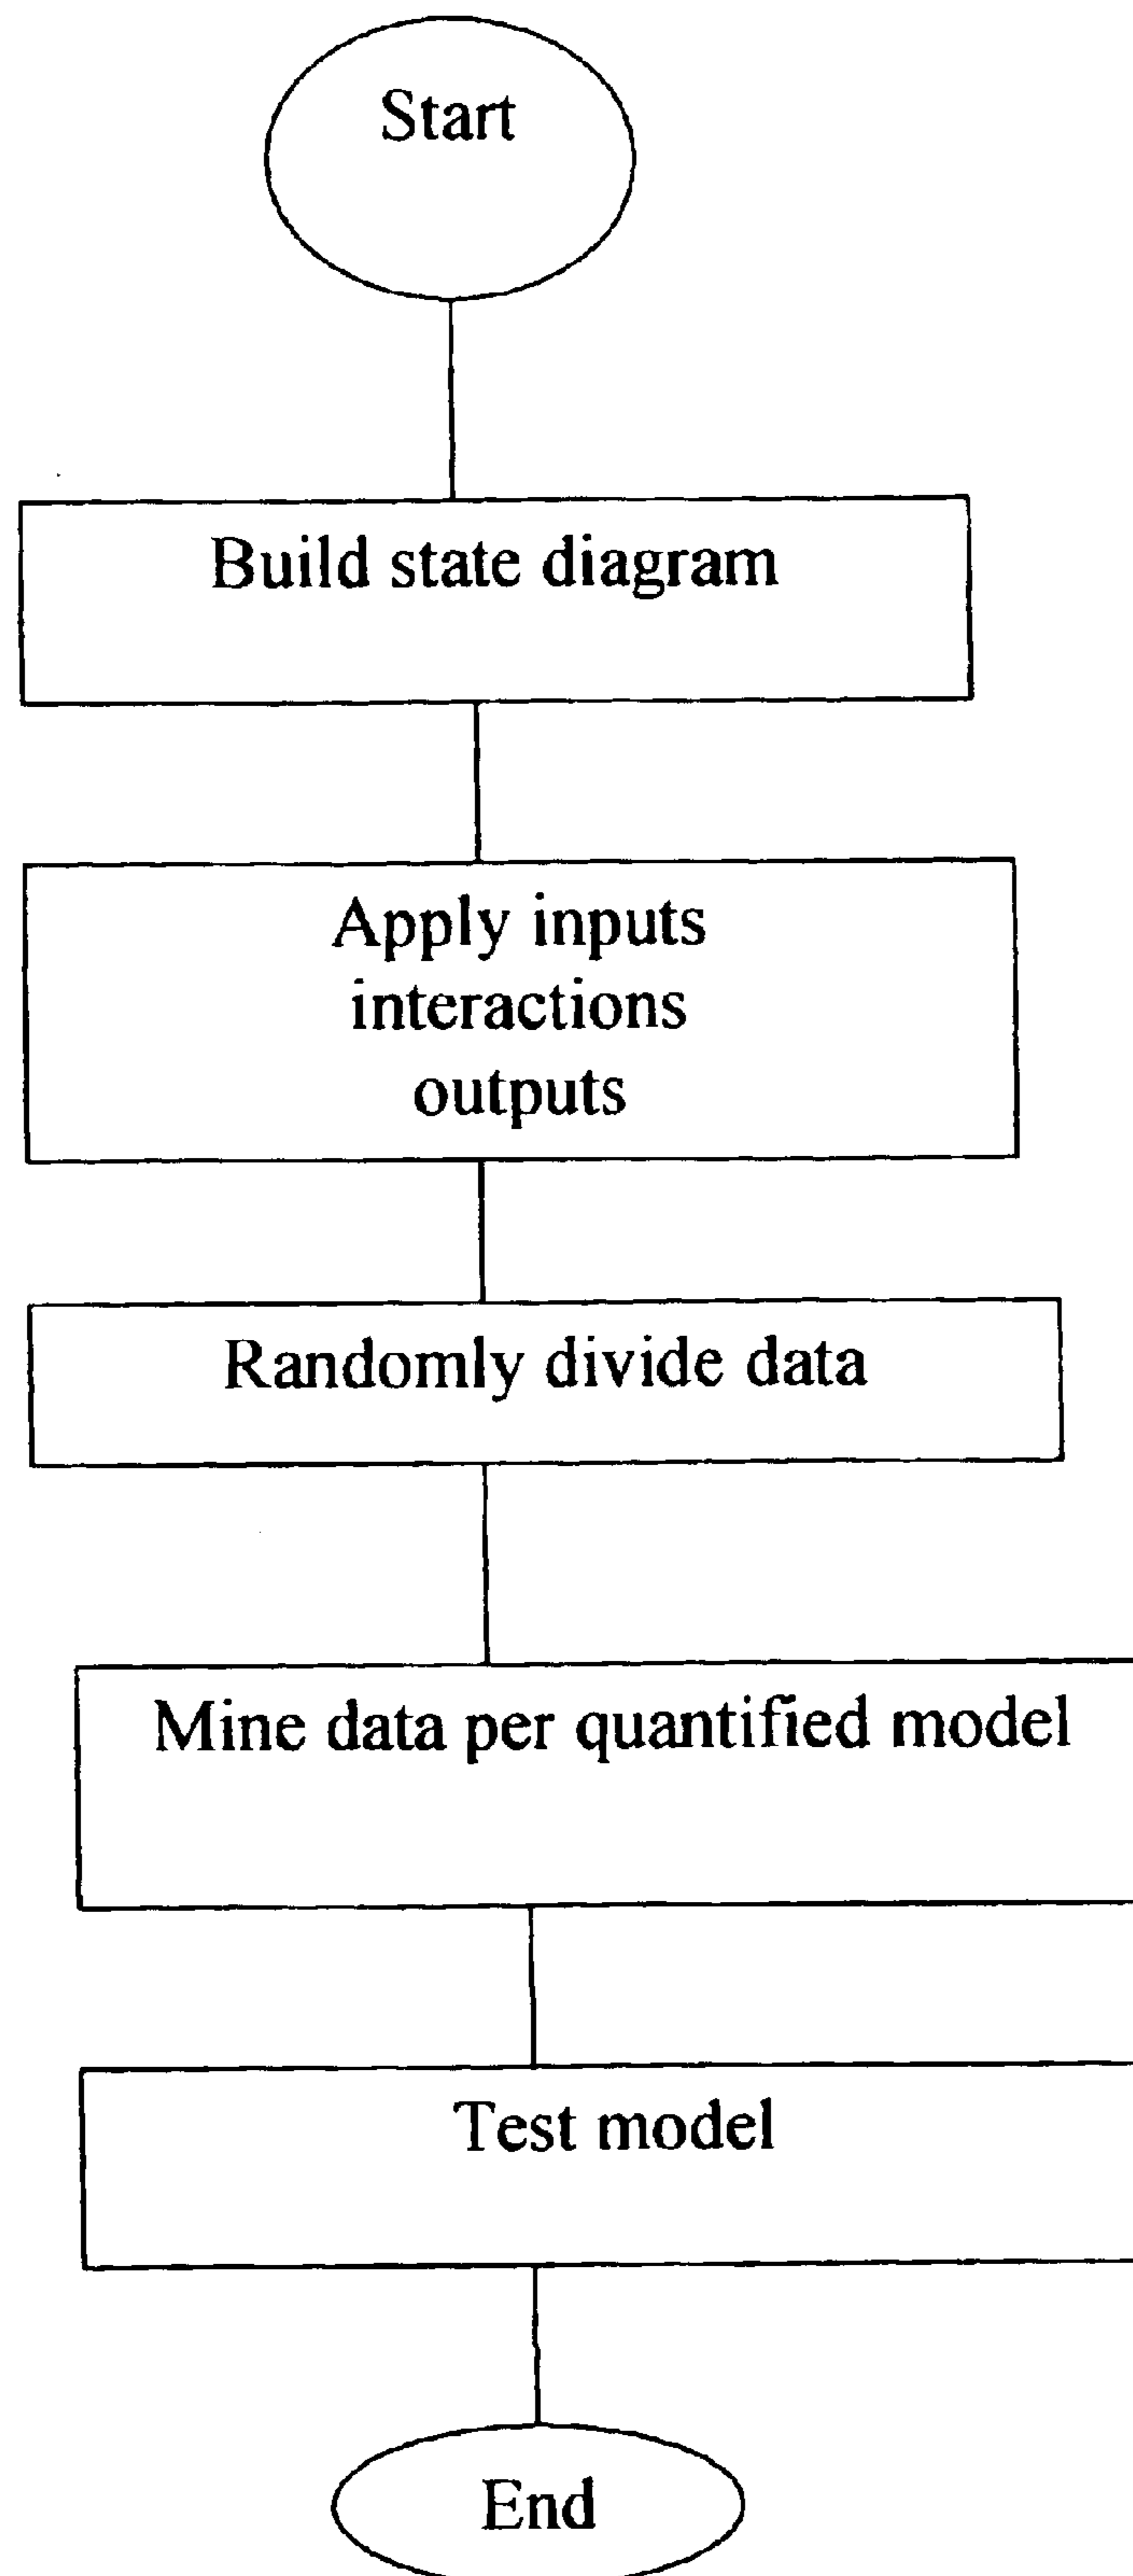 Start
Build state diagram
Apply inputs
interactions
outputs
Randomly divide data
Mine data per quantified model
Test model
End